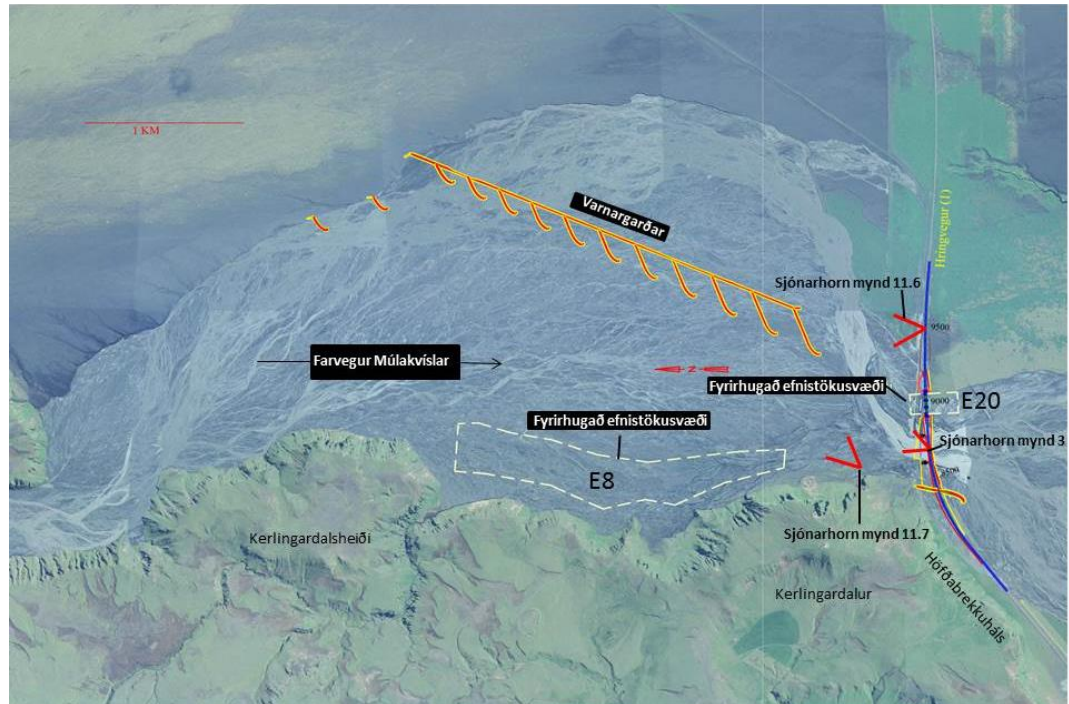 1 KM
Varnargarðar
Hringvegur (1)
Sjónarhorn mynd 11.6
9500
Farvegur Múlakvíslar
N
Fyrirhugað efnistökusvæði
E20
9000
Fyrirhugað efnistökusvæði
Sjónarhorn mynd 3
E8
Sjónarhorn mynd 11.7
Kerlingardalsheiði
Kerlingardalur
Höfðabrekkuháls